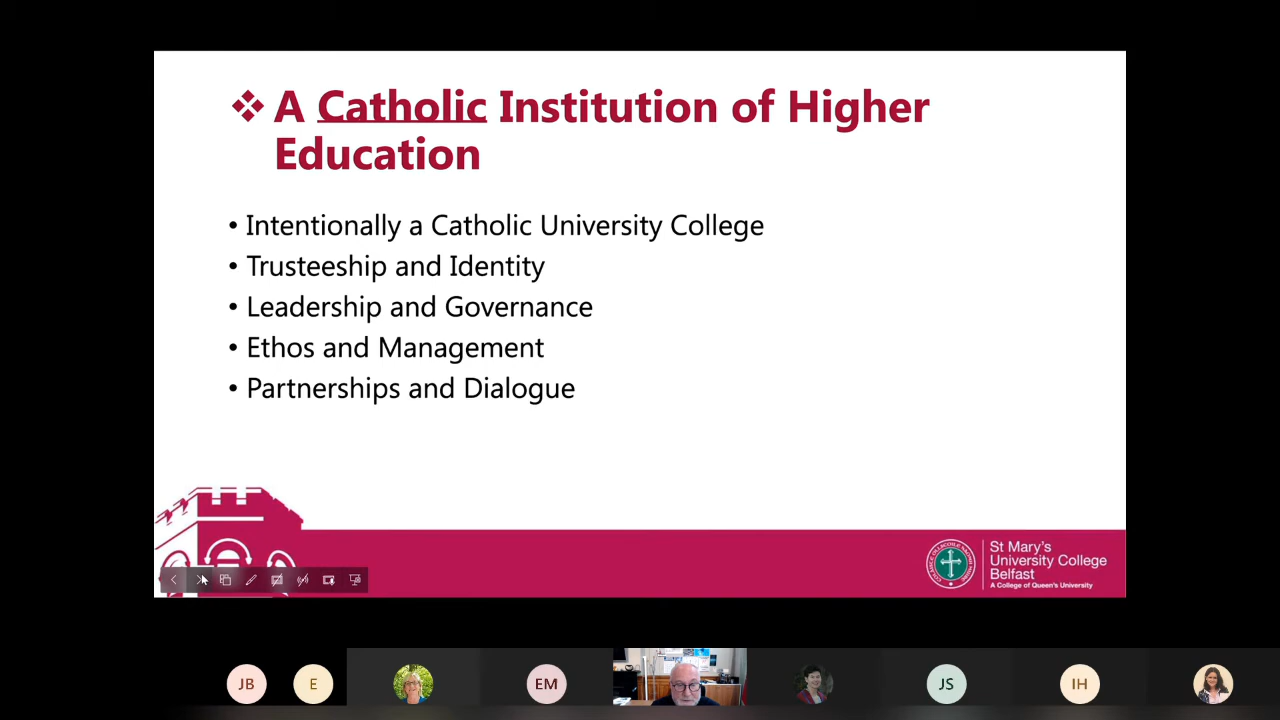 ❖ A Catholic Institution of Higher
Education
• Intentionally a Catholic University College
• Trusteeship and Identity
• Leadership and Governance
• Ethos and Management
• Partnerships and Dialogue
St Mary's
University College
Belfast
A College of Queen's University
JB
E
EM
JS
IH